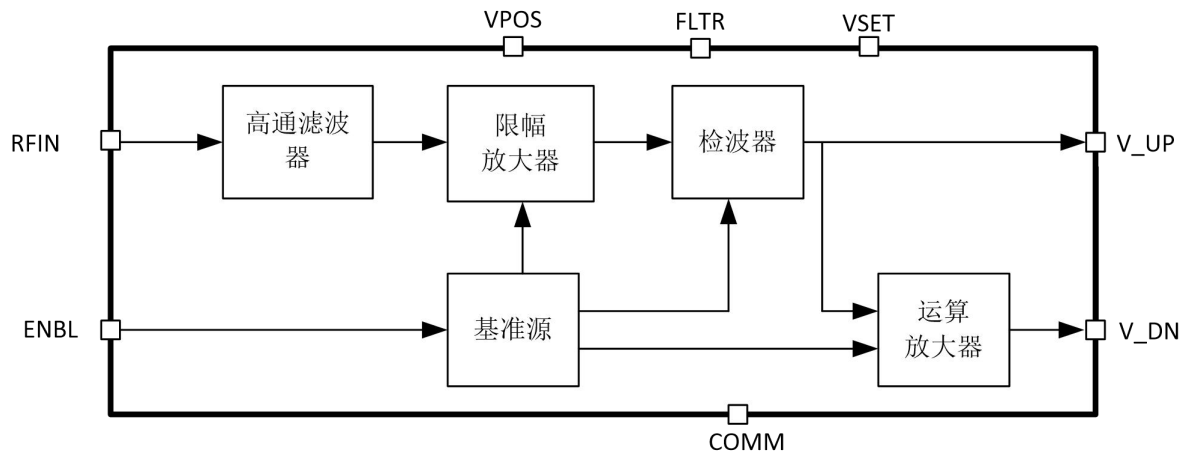 VPOS
FLTR
VSET
RFIN
高通滤波
器
限幅
放大器
检波器
V_UP
ENBL
基准源
运算
放大器
V_DN
COMM